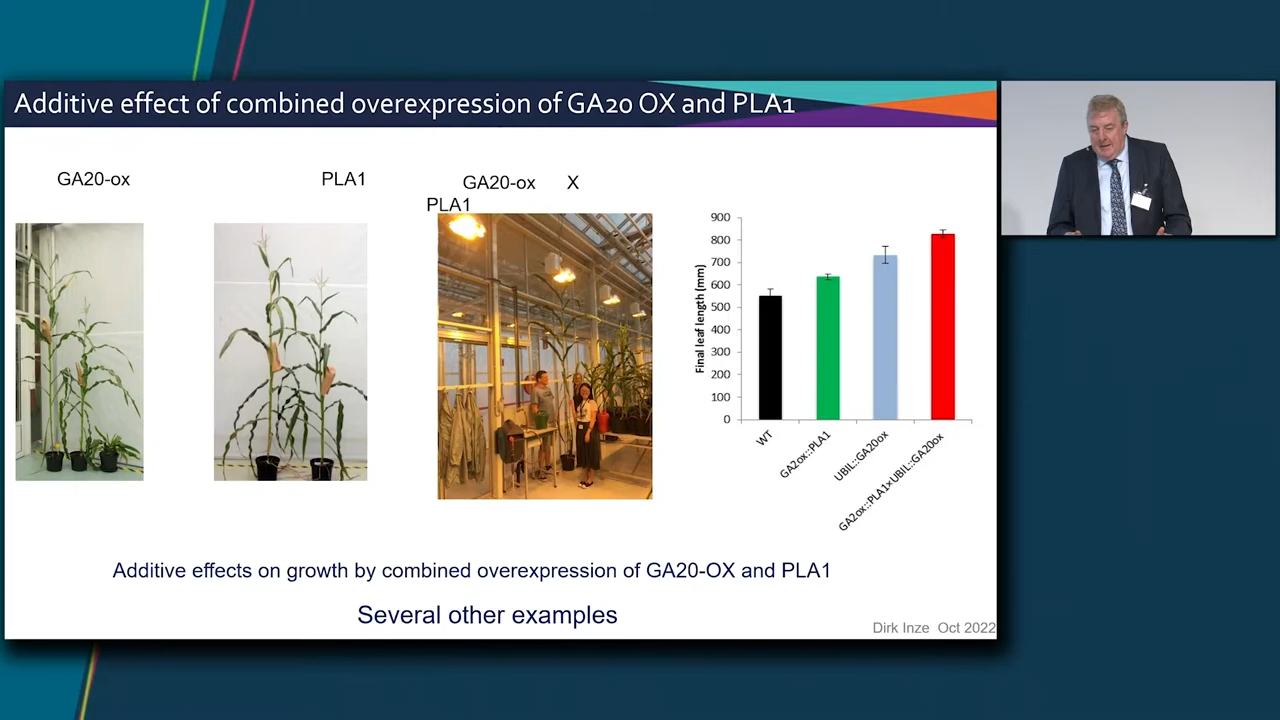 Additive effect of combined overexpression of GA20 OX and PLA1
GA20-ox
PLA1
GA20-ox X
PLA1
Final leaf length (mm)
900
800
700
600
500
400
300
200
100
0
WT
GA2ox::PLA1
UBIL::GA20ox
GA2ox::PLA1xUBIL::GA20ox
Additive effects on growth by combined overexpression of GA20-OX and PLA1
Several other examples
Dirk Inze Oct 2022